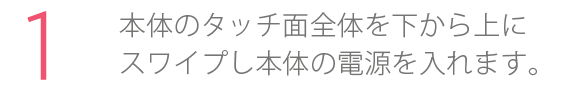 1
本体のタッチ面全体を下から上に
スワイプし本体の電源を入れます。